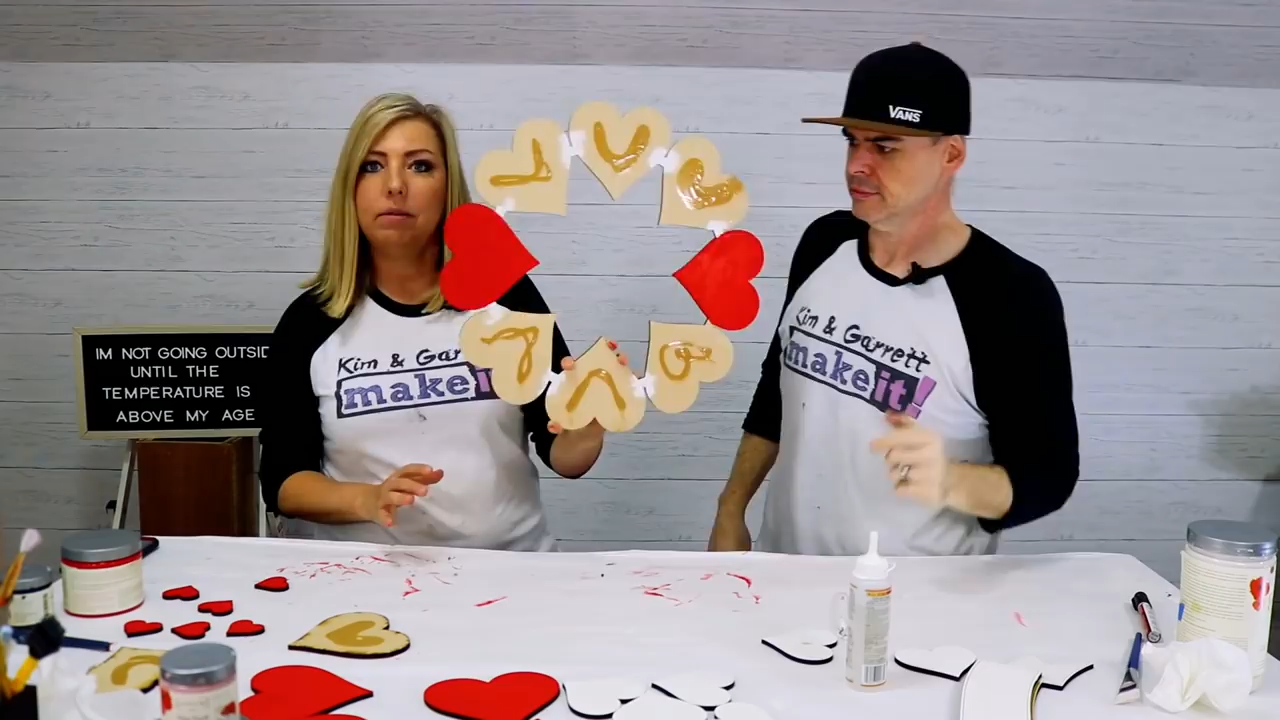 VANS
IM NOT GOING OUTSID
UNTIL THE
TEMPERATURE IS
ABOVE MY AGE
Kim & Gar
make
Kim & Garrett
make it!